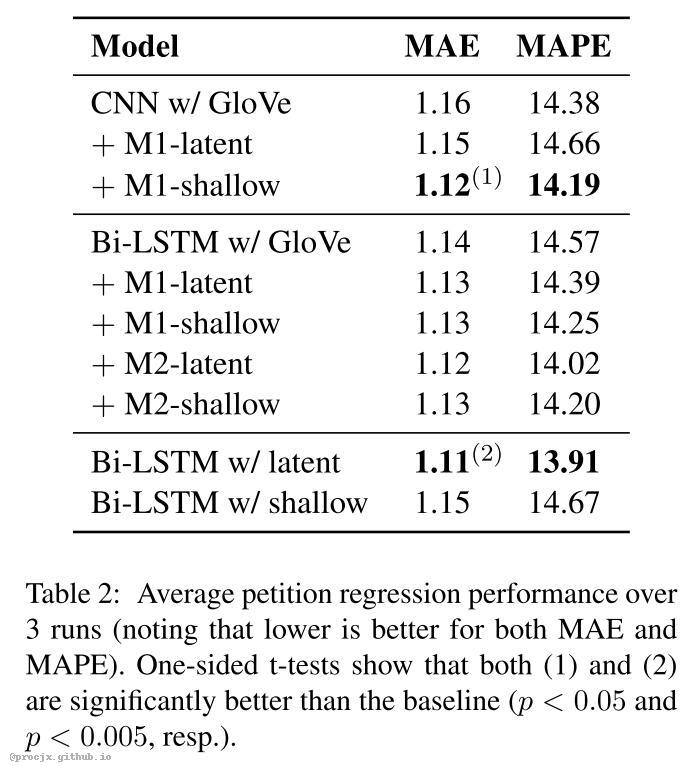 Model MAE MAPE
CNN w/ GloVe 1.16 14.38
+ M1-latent 1.15 14.66
+ M1-shallow 1.12(1) 14.19
Bi-LSTM w/ GloVe 1.14 14.57
+ M1-latent 1.13 14.39
+ M1-shallow 1.13 14.25
+ M2-latent 1.12 14.02
+ M2-shallow 1.13 14.20
Bi-LSTM w/ latent 1.11(2) 13.91
Bi-LSTM w/ shallow 1.15 14.67
Table 2: Average petition regression performance over
3 runs (noting that lower is better for both MAE and
MAPE). One-sided t-tests show that both (1) and (2)
are significantly better than the baseline (p < 0.05 and
p < 0.005, resp.).
@procjx.github.io